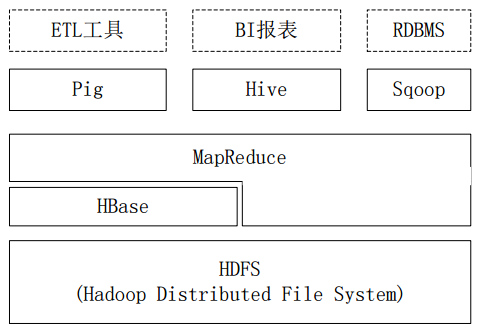 ETL工具 BI报表 RDBMS
Pig Hive Sqoop
MapReduce
HBase
HDFS
(Hadoop Distributed File System)